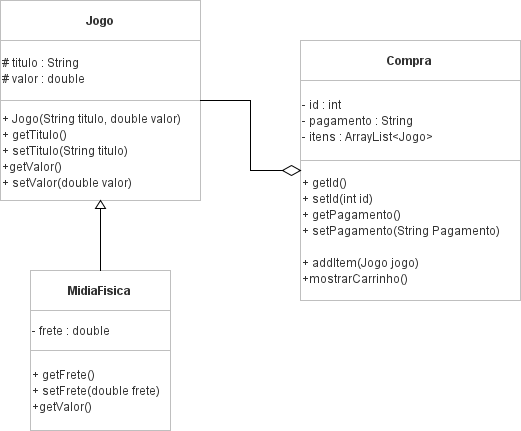 Jogo
# titulo : String
# valor : double
+ Jogo(String titulo, double valor)
+ getTitulo()
+ setTitulo(String titulo)
+getValor()
+ setValor(double valor)
Compra
- id : int
- pagamento : String
- itens : ArrayList<Jogo>
+ getId()
+ setId(int id)
+ getPagamento()
+ setPagamento(String Pagamento)
+ addItem(Jogo jogo)
+mostrarCarrinho()
MidiaFisica
- frete : double
+ getFrete()
+ setFrete(double frete)
+getValor()